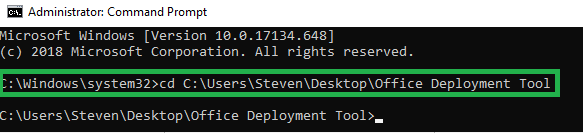 Administrator: Command Prompt
Microsoft Windows [Version 10.0.17134.648]
(c) 2018 Microsoft Corporation. All rights reserved.
C:\Windows\system32>cd C:\Users\Steven\Desktop\Office Deployment Tool
C:\Users\Steven\Desktop\Office Deployment Tool>